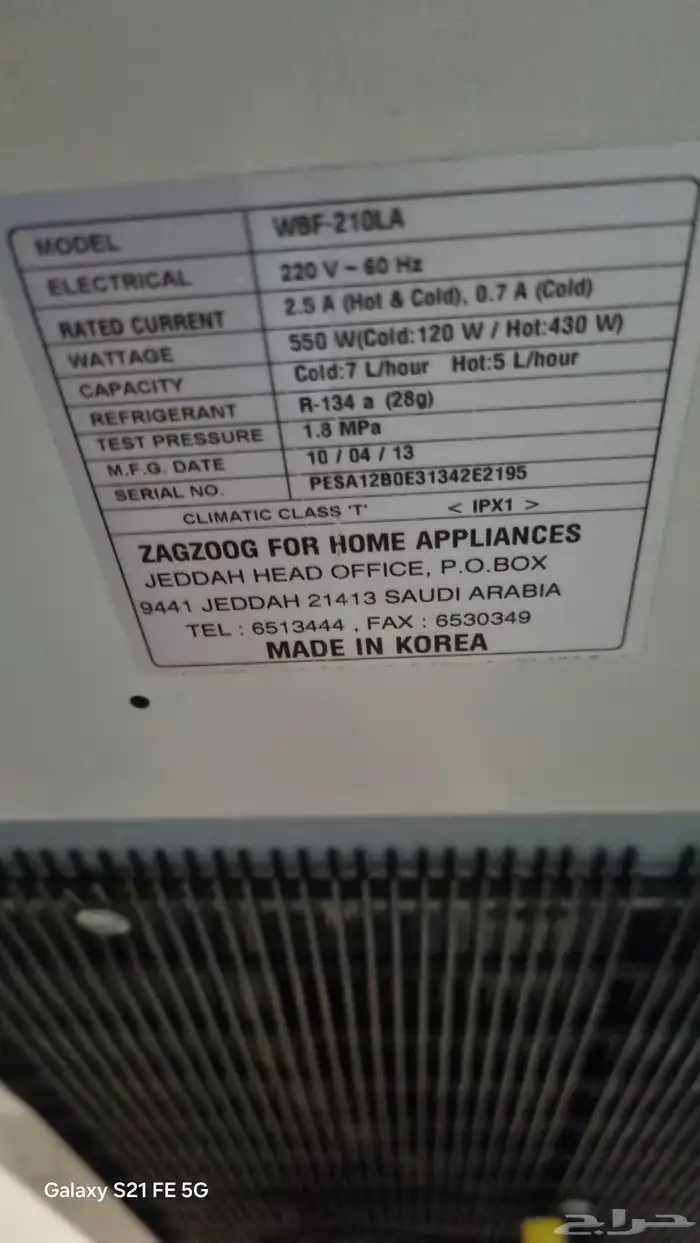 MODEL WBF-210LA
ELECTRICAL 220 V ~ 60 Hz
RATED CURRENT 2.5 A (Hot & Cold), 0.7 A (Cold)
WATTAGE 550 W(Cold:120 W / Hot:430 W)
CAPACITY Cold:7 L/hour Hot:5 L/hour
REFRIGERANT R-134 a (28g)
TEST PRESSURE 1.8 MPa
M.F.G. DATE 10 / 04 / 13
SERIAL NO. PESA12B0E31342E2195
CLIMATIC CLASS 'T' < IPX1 >
ZAGZOOG FOR HOME APPLIANCES
JEDDAH HEAD OFFICE, P.O.BOX
9441 JEDDAH 21413 SAUDI ARABIA
TEL : 6513444 , FAX : 6530349
MADE IN KOREA
Galaxy S21 FE 5G
حراج